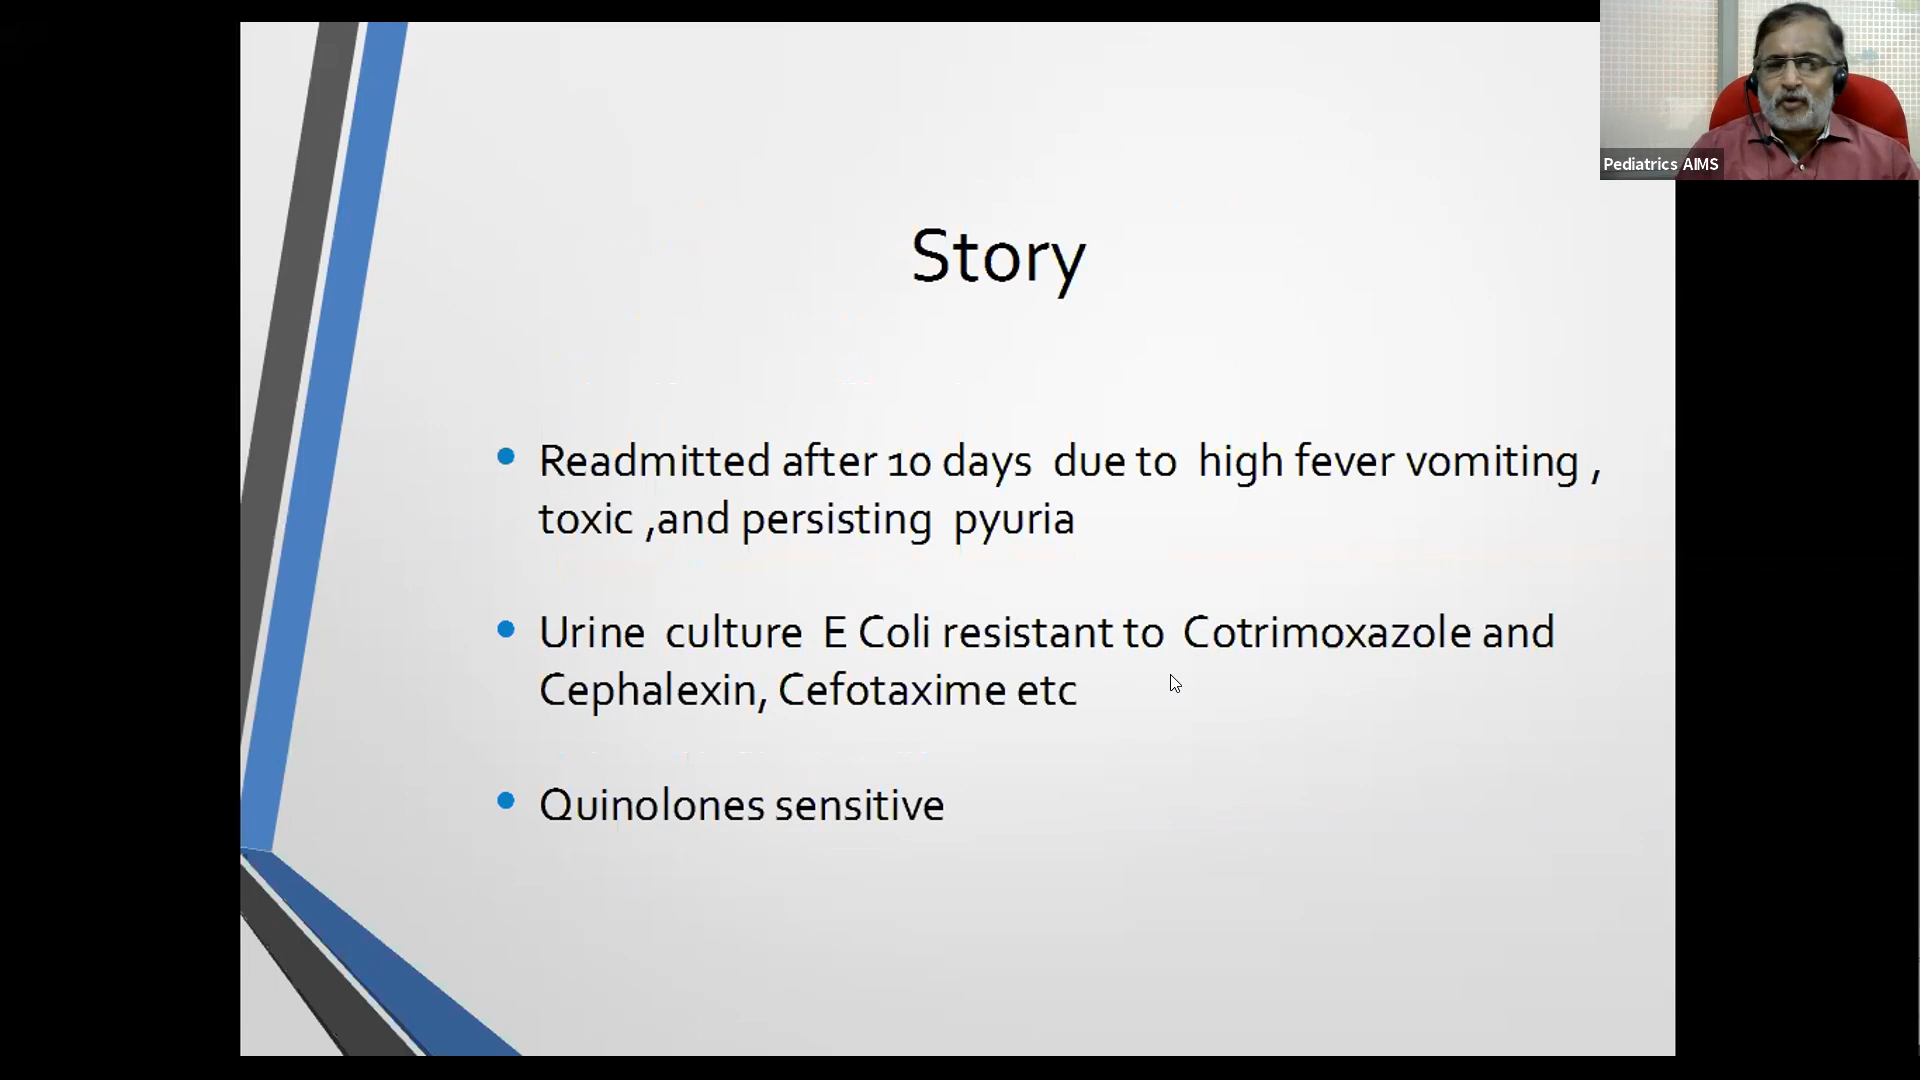 Pediatrics AIMS
Story
Readmitted after 10 days due to high fever vomiting ,
toxic ,and persisting pyuria
Urine culture E Coli resistant to Cotrimoxazole and
Cephalexin, Cefotaxime etc
Quinolones sensitive